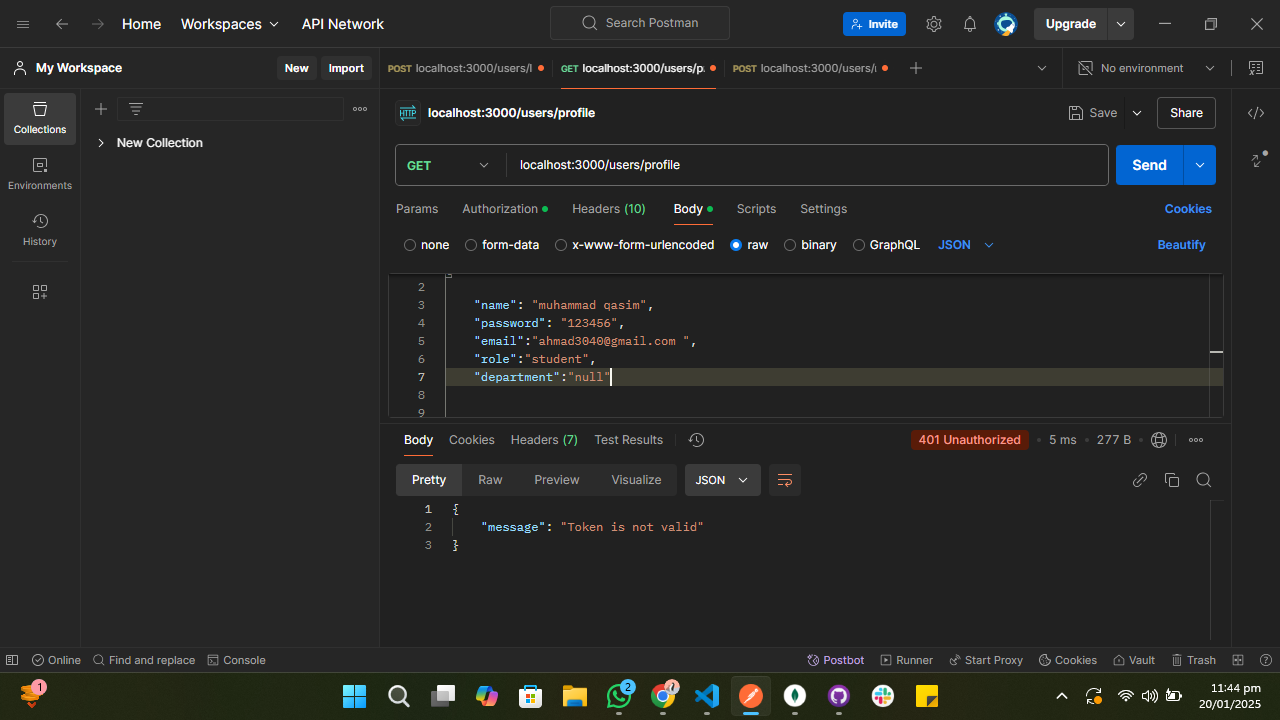 Home
Workspaces
API Network
Search Postman
Invite
Upgrade
My Workspace
New
Import
POST localhost:3000/users/l
GET localhost:3000/users/p
POST localhost:3000/users/
No environment
Collections
Environments
History
New Collection
HTTP
localhost:3000/users/profile
Save
Share
GET
localhost:3000/users/profile
Send
Params
Authorization
Headers (10)
Body
Scripts
Settings
Cookies
none
form-data
x-www-form-urlencoded
raw
binary
GraphQL
JSON
Beautify
2
3 "name": "muhammad qasim",
4 "password": "123456",
5 "email":"ahmad3040@gmail.com ",
6 "role":"student",
7 "department":"null"
8
9
Body
Cookies
Headers (7)
Test Results
401 Unauthorized
5 ms
277 B
Pretty
Raw
Preview
Visualize
JSON
1 {
2 "message": "Token is not valid"
3 }
Online
Find and replace
Console
Postbot
Runner
Start Proxy
Cookies
Vault
Trash
1
2
11:44 pm
20/01/2025